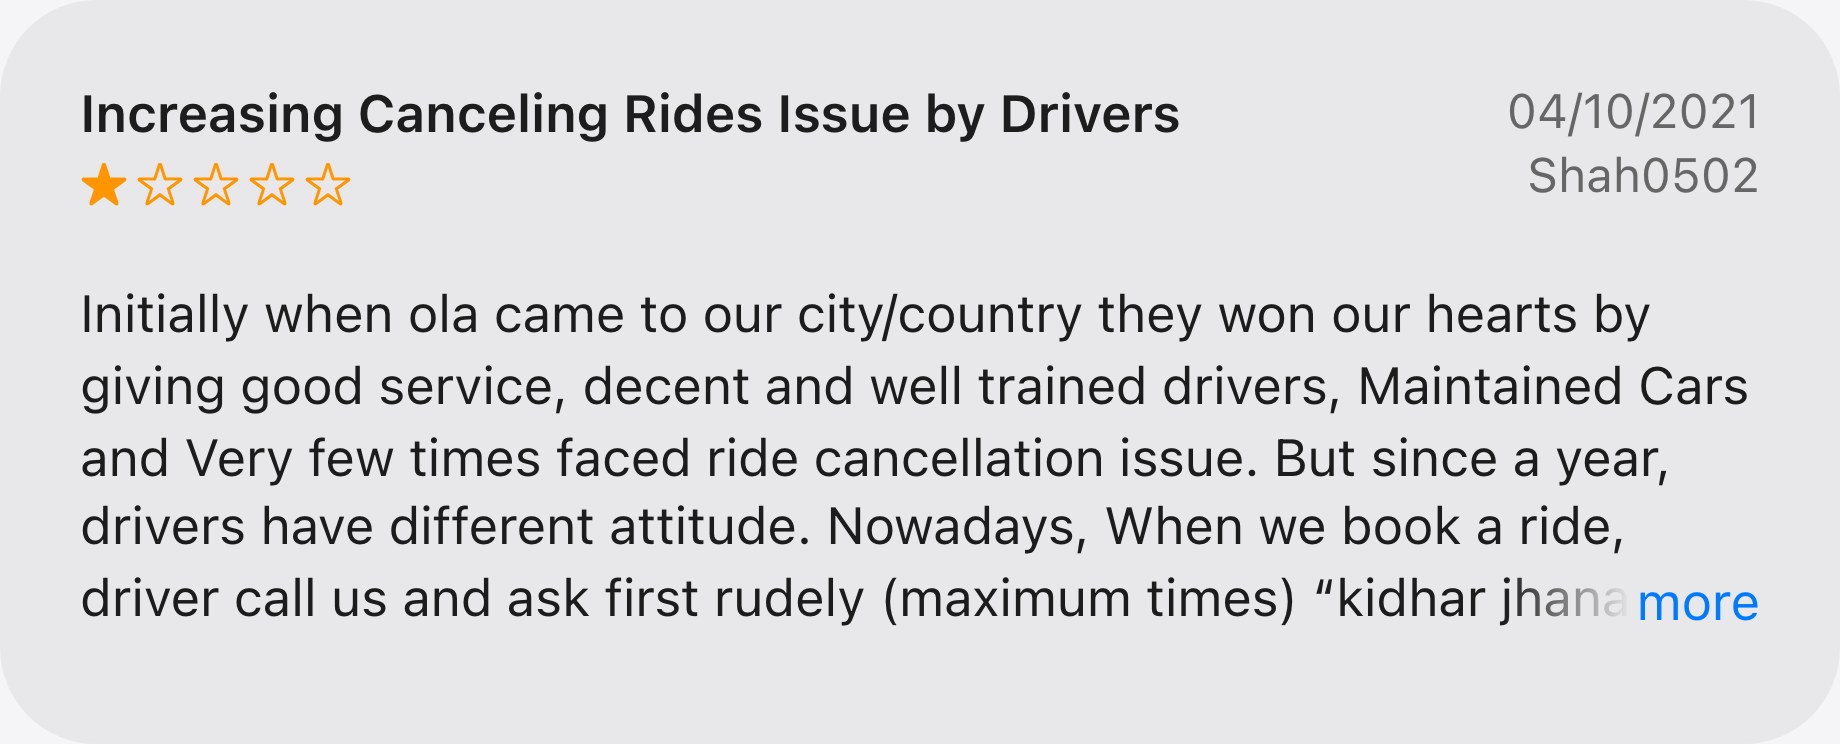 Increasing Canceling Rides Issue by Drivers
04/10/2021
Shah0502
Initially when ola came to our city/country they won our hearts by
giving good service, decent and well trained drivers, Maintained Cars
and Very few times faced ride cancellation issue. But since a year,
drivers have different attitude. Nowadays, When we book a ride,
driver call us and ask first rudely (maximum times) “kidhar jhana more